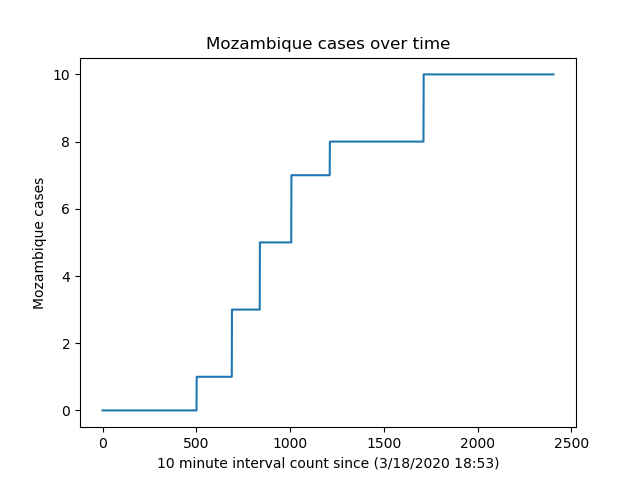 Mozambique cases over time
10
8
6
4
2
0
Mozambique cases
0 500 1000 1500 2000 2500
10 minute interval count since (3/18/2020 18:53)